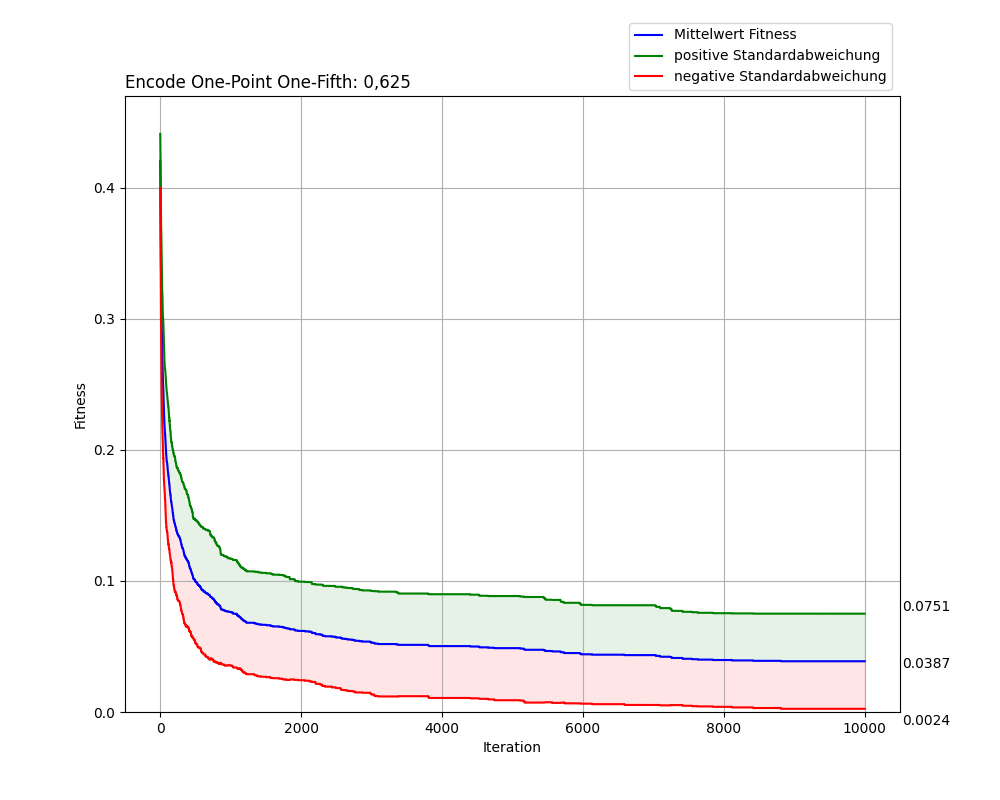 Mittelwert Fitness
positive Standardabweichung
negative Standardabweichung
Encode One-Point One-Fifth: 0,625
0.4
0.3
0.2
0.1
0.0
Fitness
0.0751
0.0387
0.0024
0 2000 4000 6000 8000 10000
Iteration